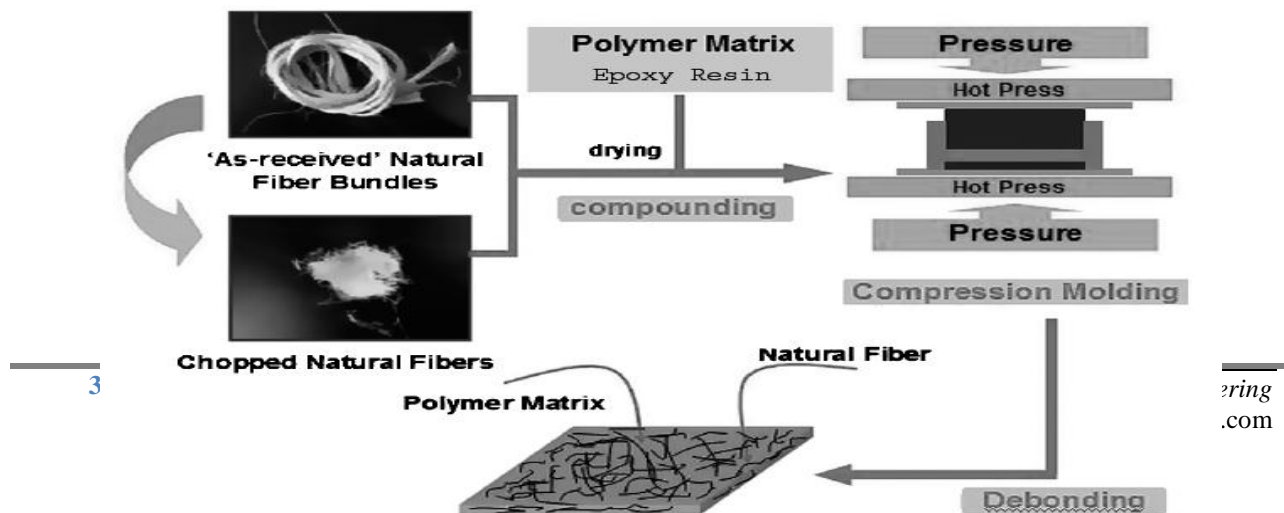 Polymer Matrix
Epoxy Resin
Pressure
Hot Press
'As-received' Natural
Fiber Bundles
drying
compounding
Hot Press
Pressure
Compression Molding
Chopped Natural Fibers
Natural Fiber
3
ering
.com
Polymer Matrix
Debonding